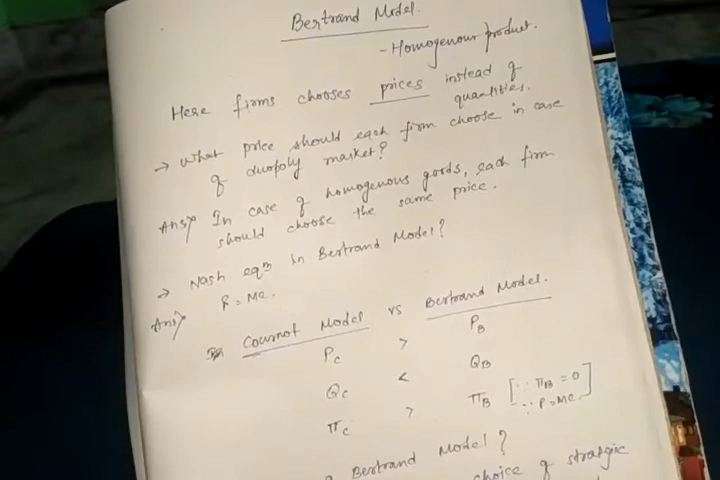 Bertrand Model.
- Homogenous product.
Here firms chooses prices instead of
quantities.
→ What price should each firm choose in case
of duopoly market?
Ans⇒ In case of homogenous goods, each firm
should choose the same price.
→ Nash eqm in Bertrand Model?
Ans⇒ P = MC.
Cournot Model vs Bertrand Model.
PC > PB
QC < QB
πC > πB [∵ πB = 0
∵ P = MC.]
Bertrand Model?
choice of stratgic